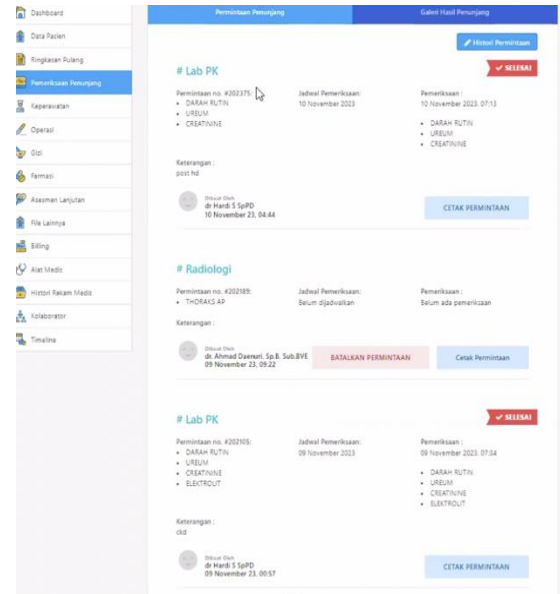 Dashboard
Data Pasien
Ringkasan Pulang
Pemeriksaan Penunjang
Keperawatan
Operasi
Gizi
Farmasi
Asesmen Lanjutan
File Lainnya
Billing
Alat Medis
Histori Rekam Medis
Kolaborator
Timeline
Permintaan Penunjang
Galeri Hasil Penunjang
Histori Permintaan
# Lab PK
SELESAI
Permintaan no. #202375:
• DARAH RUTIN
• UREUM
• CREATININE
Jadwal Pemeriksaan:
10 November 2023
Pemeriksaan :
10 November 2023, 07:13
• DARAH RUTIN
• UREUM
• CREATININE
Keterangan :
post hd
Dibuat Oleh
dr Hardi S SpPD
10 November 23, 04:44
CETAK PERMINTAAN
# Radiologi
Permintaan no. #202189:
• THORAKS AP
Jadwal Pemeriksaan:
Belum dijadwalkan
Pemeriksaan :
Belum ada pemeriksaan
Keterangan :
Dibuat Oleh
dr. Ahmad Daenuri, Sp.B. Sub.BVE
09 November 23, 09:22
BATALKAN PERMINTAAN
Cetak Permintaan
# Lab PK
SELESAI
Permintaan no. #202105:
• DARAH RUTIN
• UREUM
• CREATININE
• ELEKTROLIT
Jadwal Pemeriksaan:
09 November 2023
Pemeriksaan :
09 November 2023, 07:34
• DARAH RUTIN
• UREUM
• CREATININE
• ELEKTROLIT
Keterangan :
ckd
Dibuat Oleh
dr Hardi S SpPD
09 November 23, 00:57
CETAK PERMINTAAN